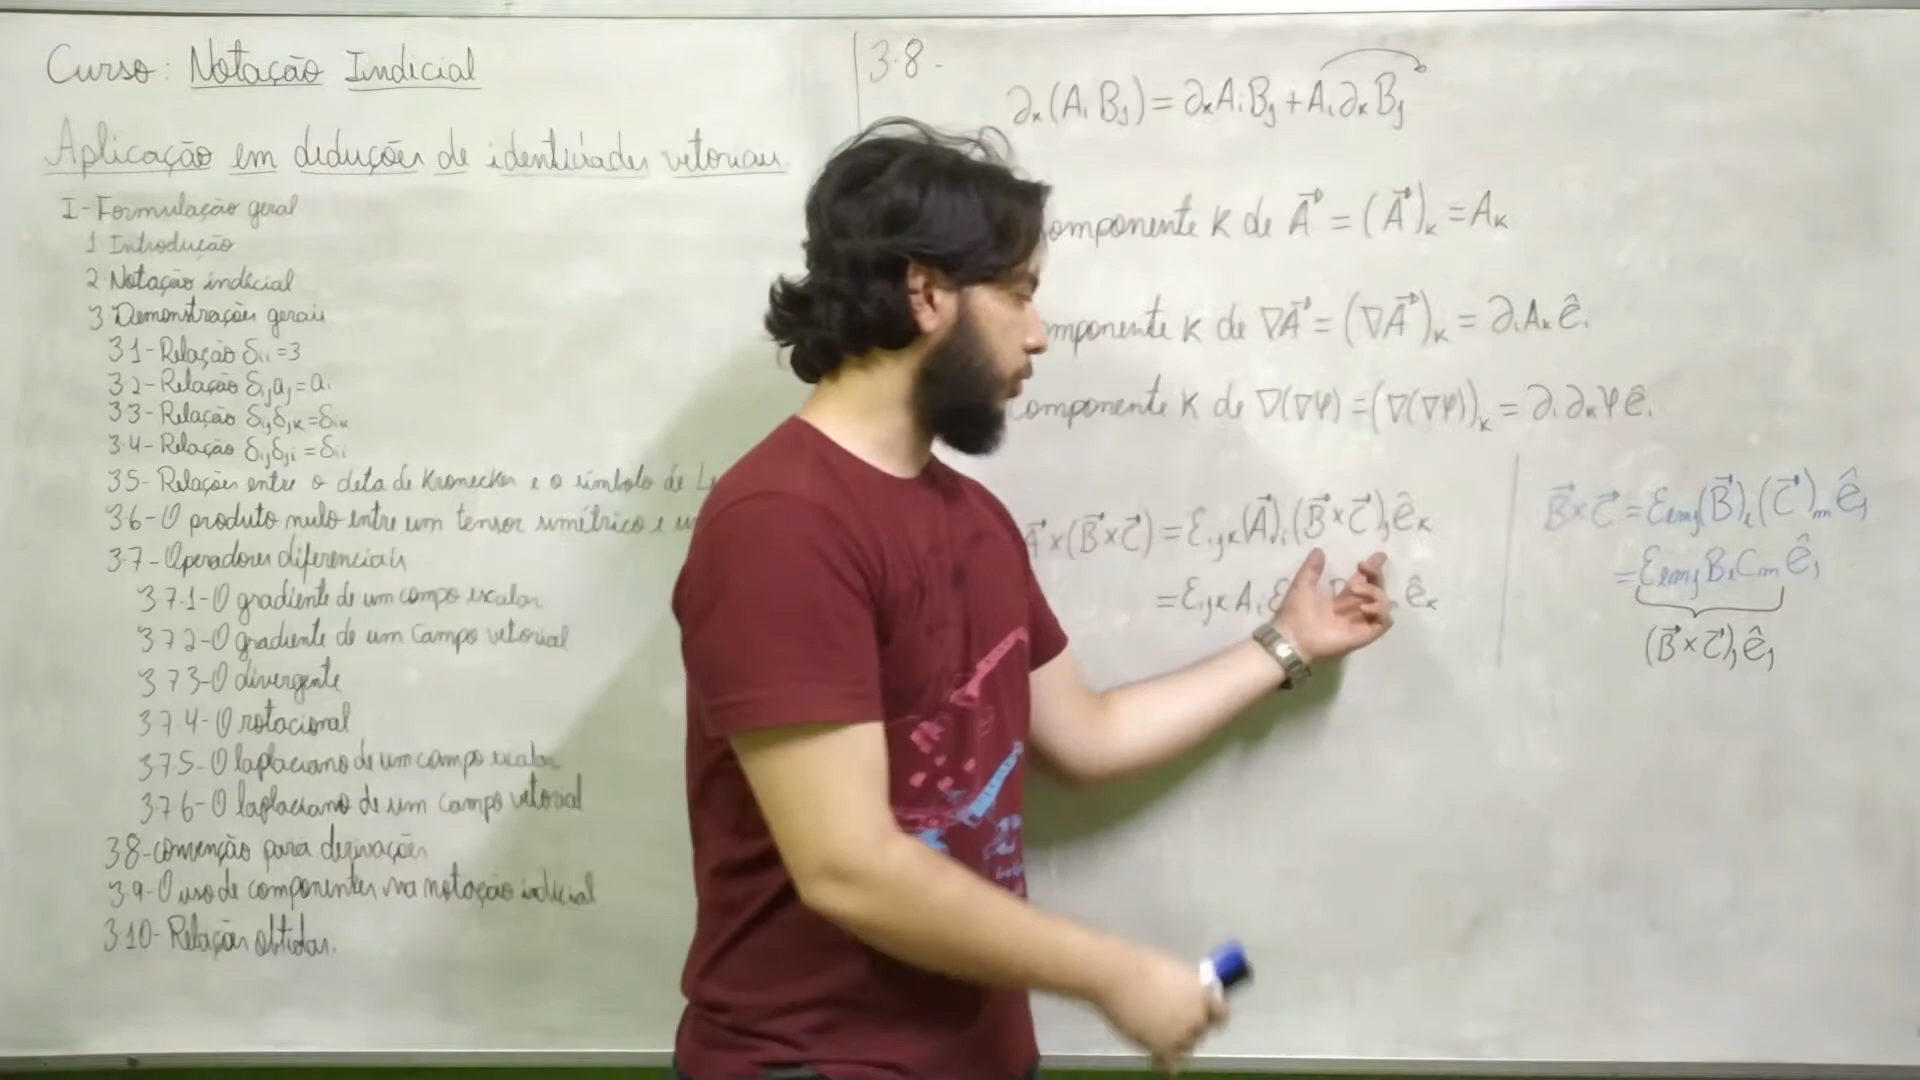 Curso: Notação Indicial
Aplicação em deduções de identidades vetoriais
I-Formulação geral
1 Introdução
2 Notação indicial
3 Demonstrações gerais
3.1-Relação δᵢᵢ=3
3.2-Relação δᵢⱼaⱼ=aᵢ
3.3-Relação δᵢⱼδⱼₖ=δᵢₖ
3.4-Relação δᵢⱼδⱼᵢ=δᵢᵢ
3.5-Relações entre o delta de Kronecker e o símbolo de
3.6-O produto nulo entre um tensor simétrico e
3.7-Operadores diferenciais
3.7.1-O gradiente de um campo escalar
3.7.2-O gradiente de um campo vetorial
3.7.3-O divergente
3.7.4-O rotacional
3.7.5-O laplaciano de um campo escalar
3.7.6-O laplaciano de um campo vetorial
3.8-convenção para derivações
3.9-O uso de componentes na notação indicial
3.10-Relações obtidas.
3.8-
∂ₖ(AᵢBⱼ)=∂ₖAᵢBⱼ+Aᵢ∂ₖBⱼ
omponente K de A⃗ = (A⃗)ₖ = Aₖ
mponente K de ∇A⃗ = (∇A⃗)ₖ = ∂ᵢAₖêᵢ
componente K de ∇(∇φ) = (∇(∇φ))ₖ = ∂ᵢ∂ₖφêᵢ
A⃗×(B⃗×C⃗) = εᵢⱼₖ(A⃗)ᵢ(B⃗×C⃗)ⱼêₖ
= εᵢⱼₖAᵢ êₖ
B⃗×C⃗ = εₗₘⱼ(B⃗)ₗ(C⃗)ₘêⱼ
= εₗₘⱼBₗCₘêⱼ
(B⃗×C⃗)ⱼêⱼ